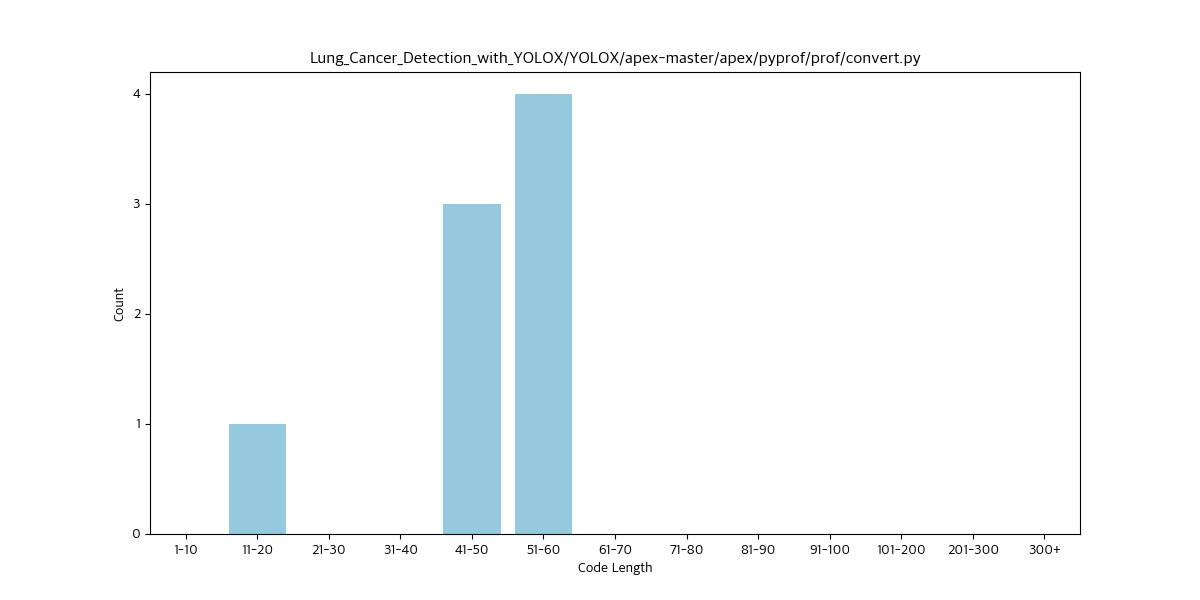 Lung_Cancer_Detection_with_YOLOX/YOLOX/apex-master/apex/pyprof/prof/convert.py
4
3
2
1
0
Count
1-10 11-20 21-30 31-40 41-50 51-60 61-70 71-80 81-90 91-100 101-200 201-300 300+
Code Length